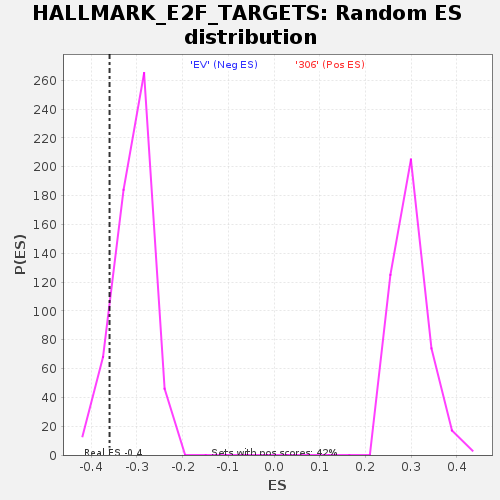 HALLMARK_E2F_TARGETS: Random ES
distribution
'EV' (Neg ES)
'306' (Pos ES)
260
240
220
200
180
160
140
120
100
80
60
40
20
0
P(ES)
Real ES -0.4
Sets with pos scores: 42%
-0.4 -0.3 -0.2 -0.1 0.0 0.1 0.2 0.3 0.4
ES